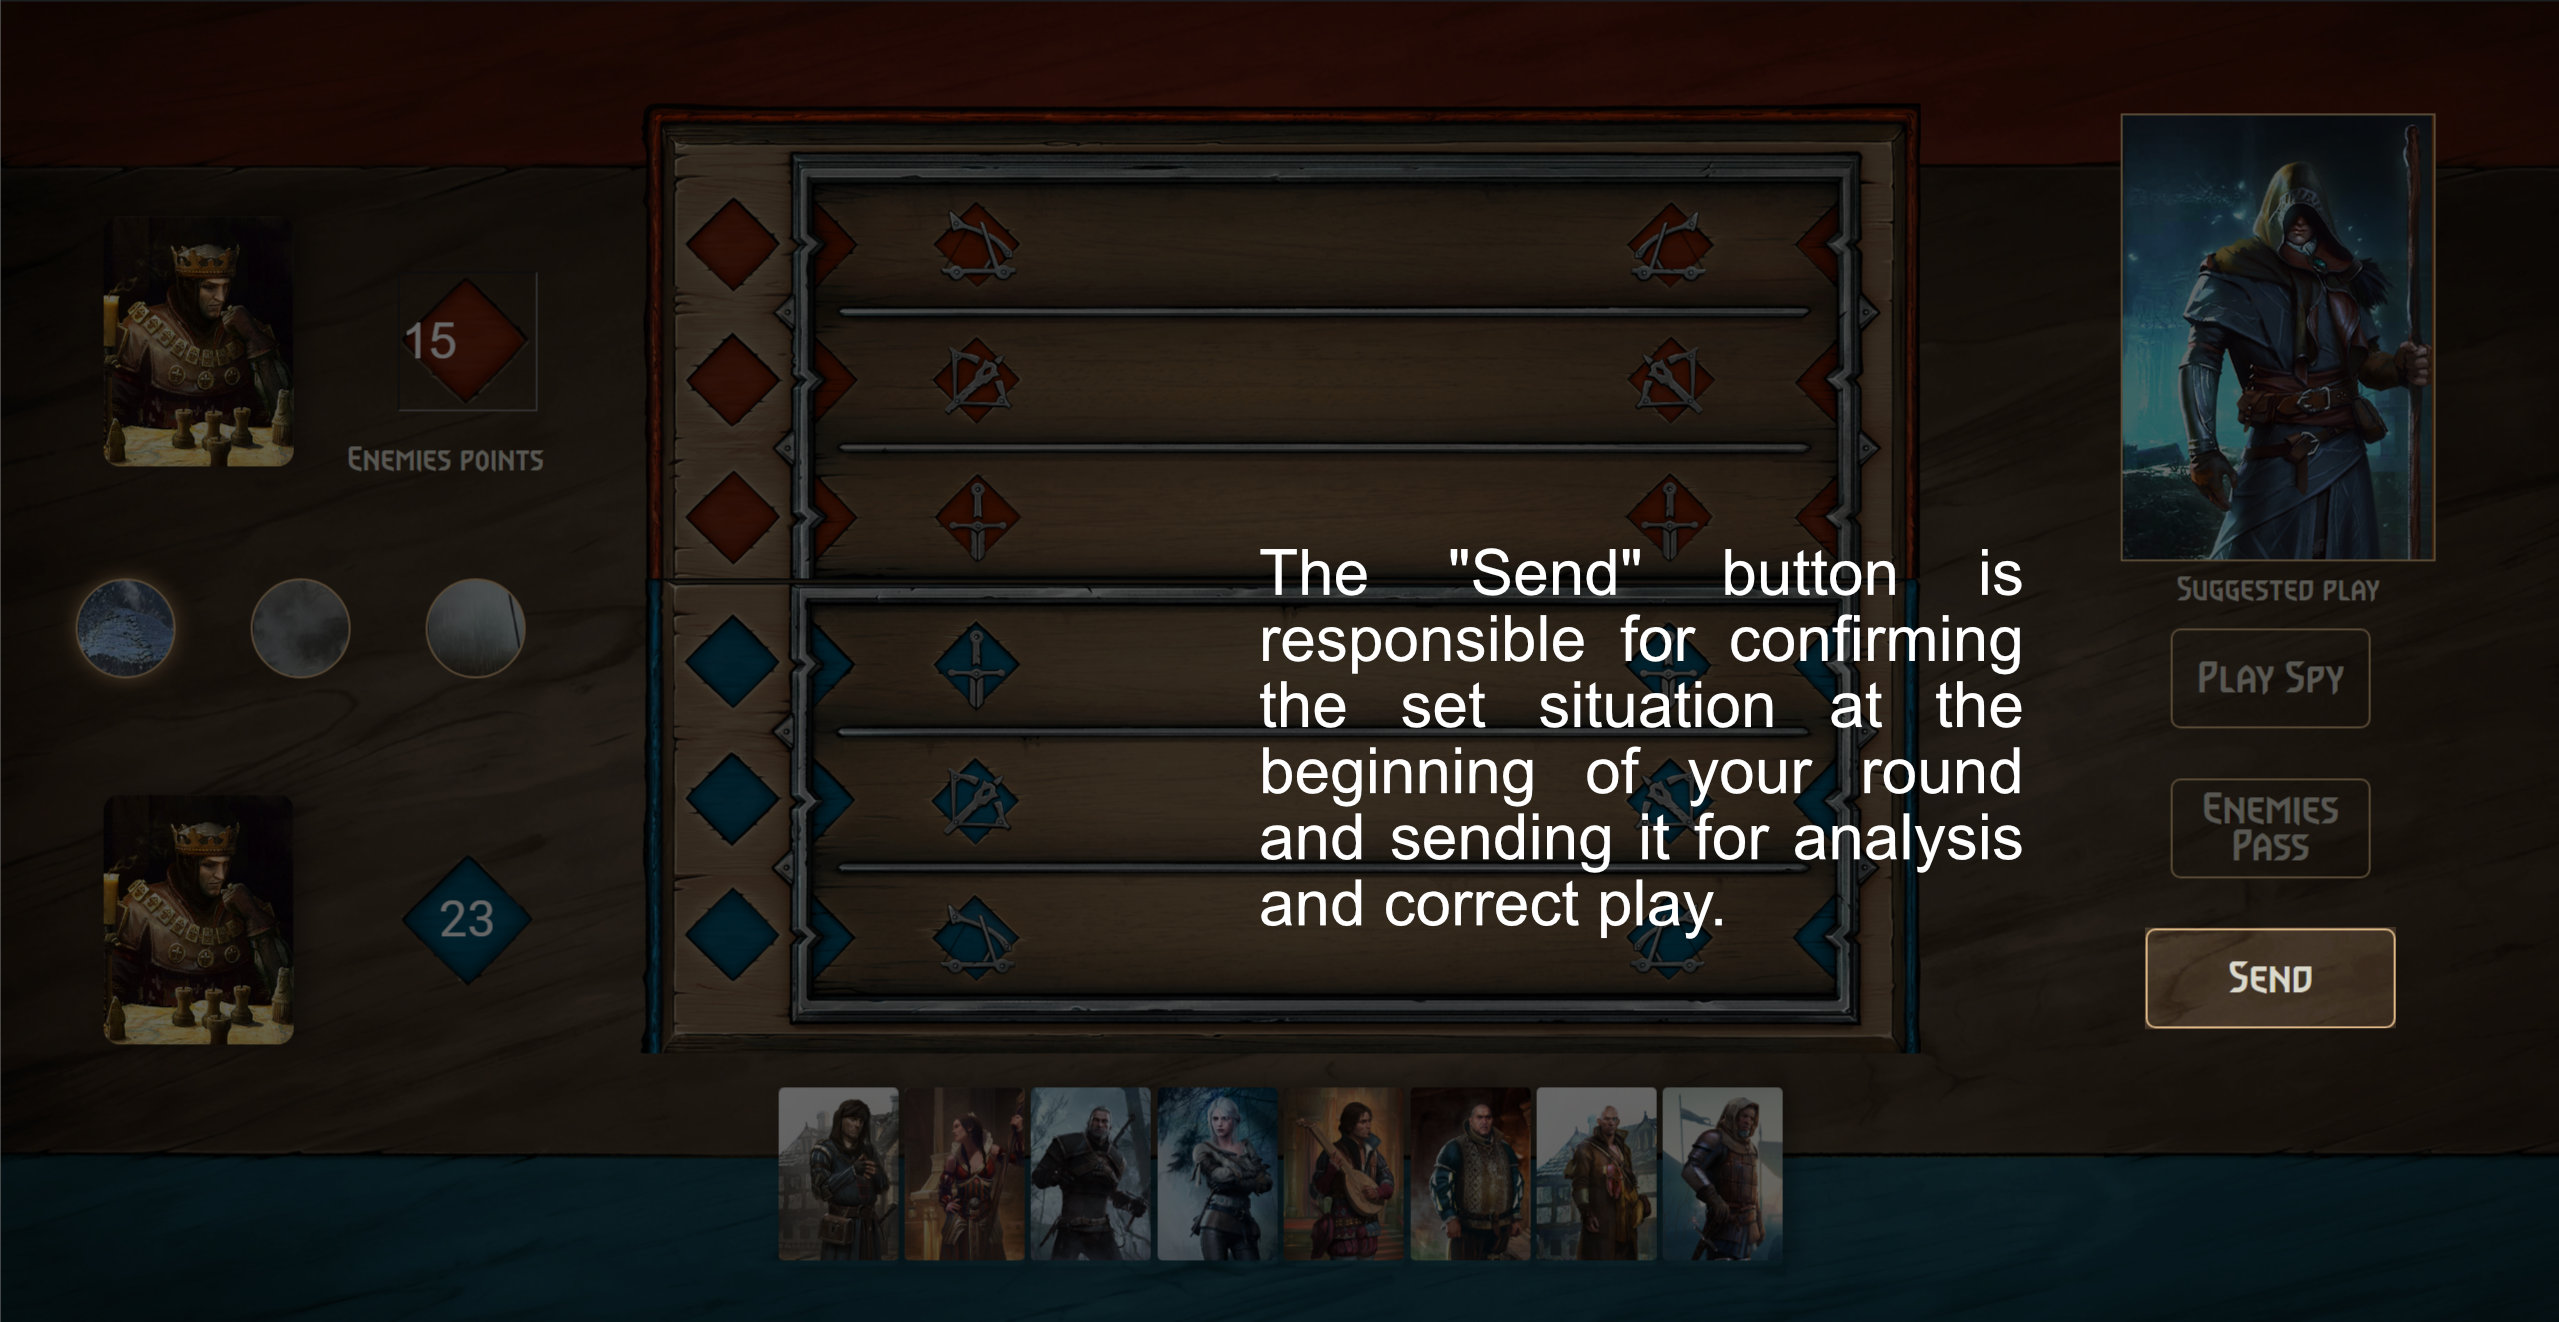 15
ENEMIES POINTS
23
The "Send" button is
responsible for confirming
the set situation at the
beginning of your round
and sending it for analysis
and correct play.
SUGGESTED PLAY
PLAY SPY
ENEMIES
PASS
SEND